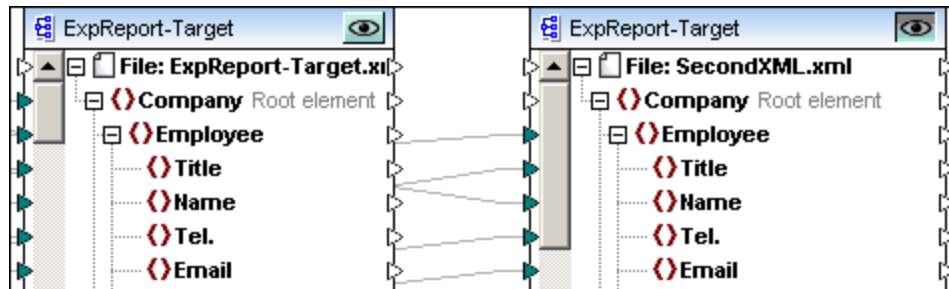 ExpReport-Target
File: ExpReport-Target.x
Company Root element
Employee
Title
Name
Tel.
Email
ExpReport-Target
File: SecondXML.xml
Company Root element
Employee
Title
Name
Tel.
Email